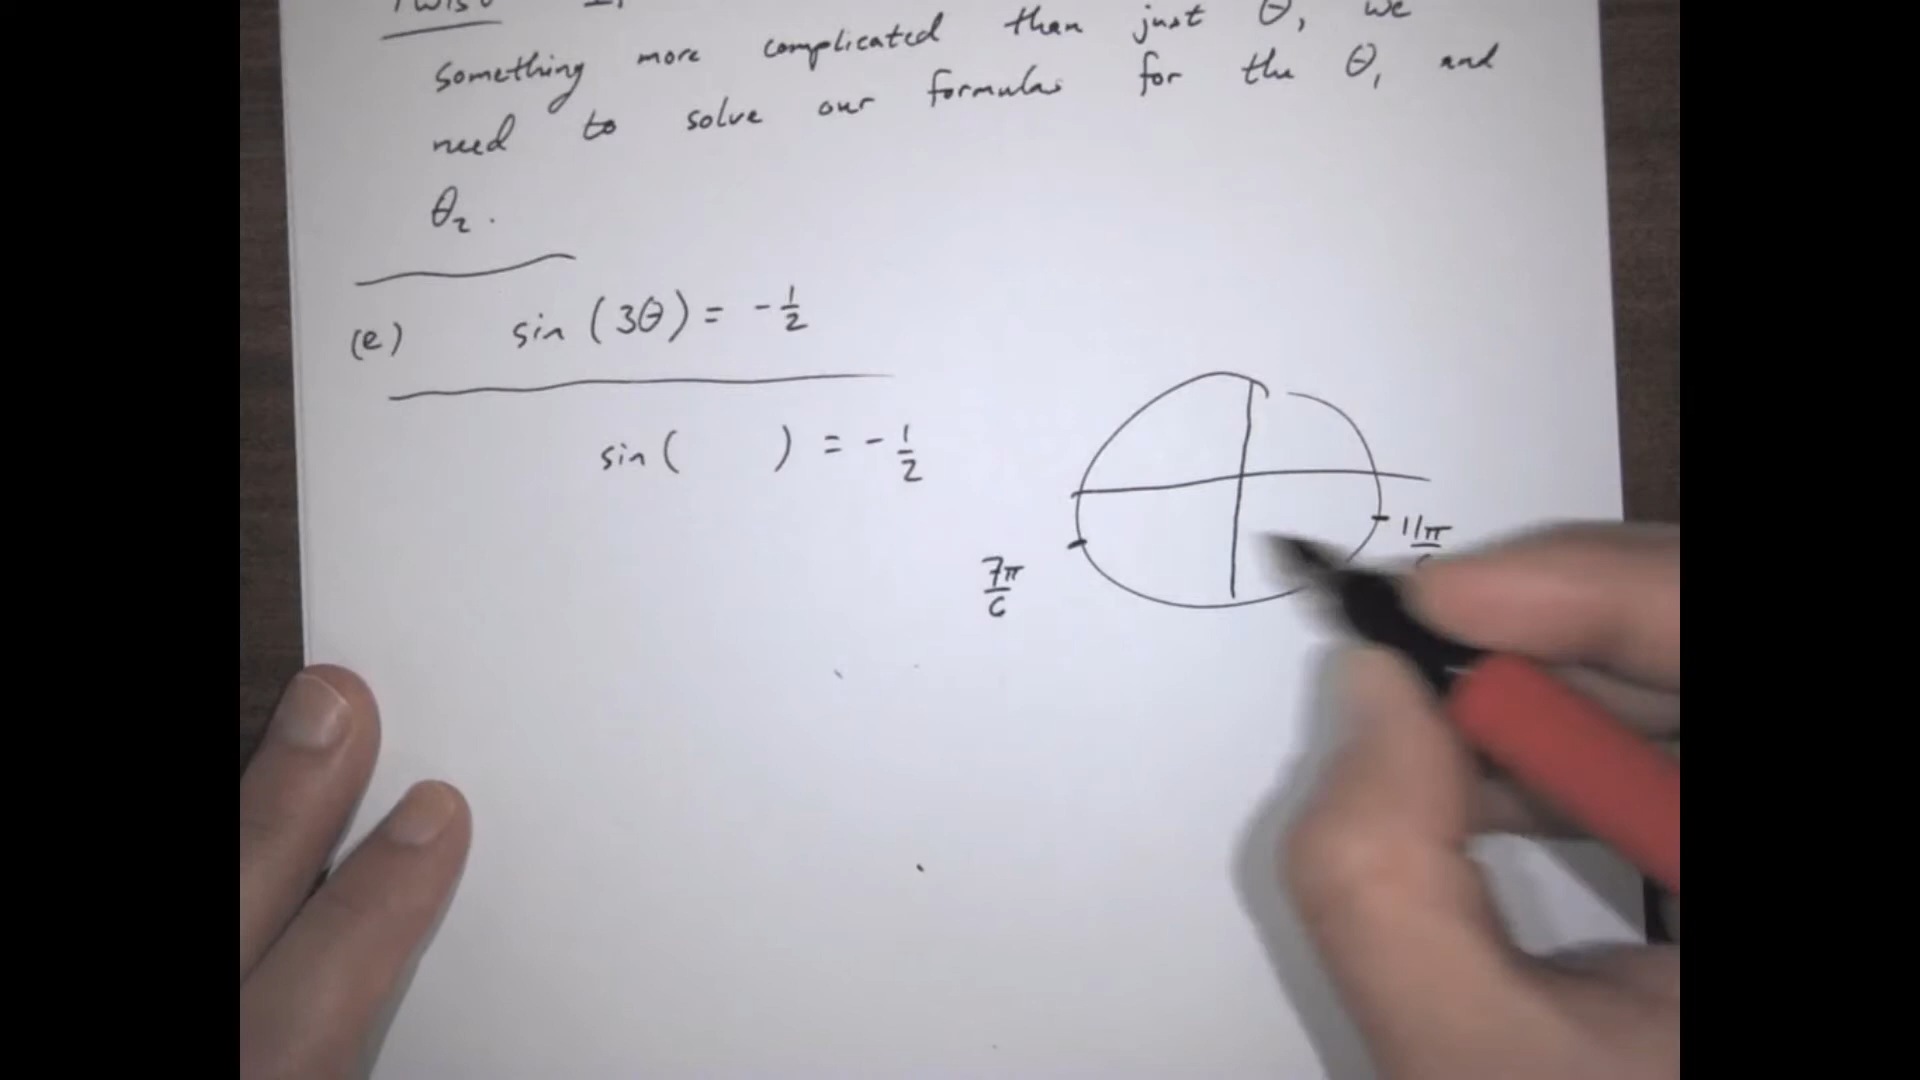 something more complicated than just θ, we
need to solve our formulas for the θ₁ and
θ₂.
(e) sin (3θ) = -1/2
sin ( ) = -1/2
11π
7π/6